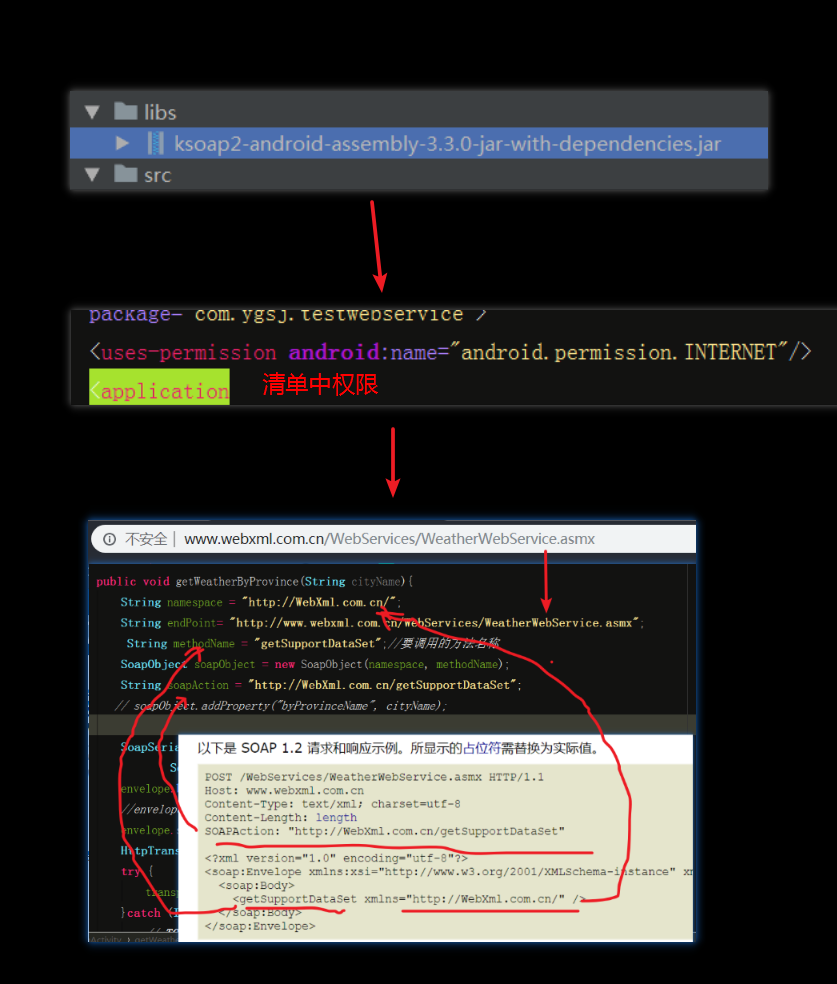 libs
ksoap2-android-assembly-3.3.0-jar-with-dependencies.jar
src
package= com.ygsj.testwebservice >
<uses-permission android:name="android.permission.INTERNET"/>
<application
清单中权限
不安全 | www.webxml.com.cn/WebServices/WeatherWebService.asmx
public void getWeatherByProvince(String cityName){
String namespace = "http://WebXml.com.cn/";
String endPoint= "http://www.webxml.com.cn/WebServices/WeatherWebService.asmx";
String methodName = "getSupportDataSet";//要调用的方法名称
SoapObject soapObject = new SoapObject(namespace, methodName);
String soapAction = "http://WebXml.com.cn/getSupportDataSet";
// soapObject.addProperty("byProvinceName", cityName);
SoapSeria
So
envelope.
//envelop
envelope.
HttpTrans
try {
trans
}catch (
以下是 SOAP 1.2 请求和响应示例。所显示的占位符需替换为实际值。
POST /WebServices/WeatherWebService.asmx HTTP/1.1
Host: www.webxml.com.cn
Content-Type: text/xml; charset=utf-8
Content-Length: length
SOAPAction: "http://WebXml.com.cn/getSupportDataSet"
<?xml version="1.0" encoding="utf-8"?>
<soap:Envelope xmlns:xsi="http://www.w3.org/2001/XMLSchema-instance" xm
<soap:Body>
<getSupportDataSet xmlns="http://WebXml.com.cn/" />
</soap:Body>
</soap:Envelope>